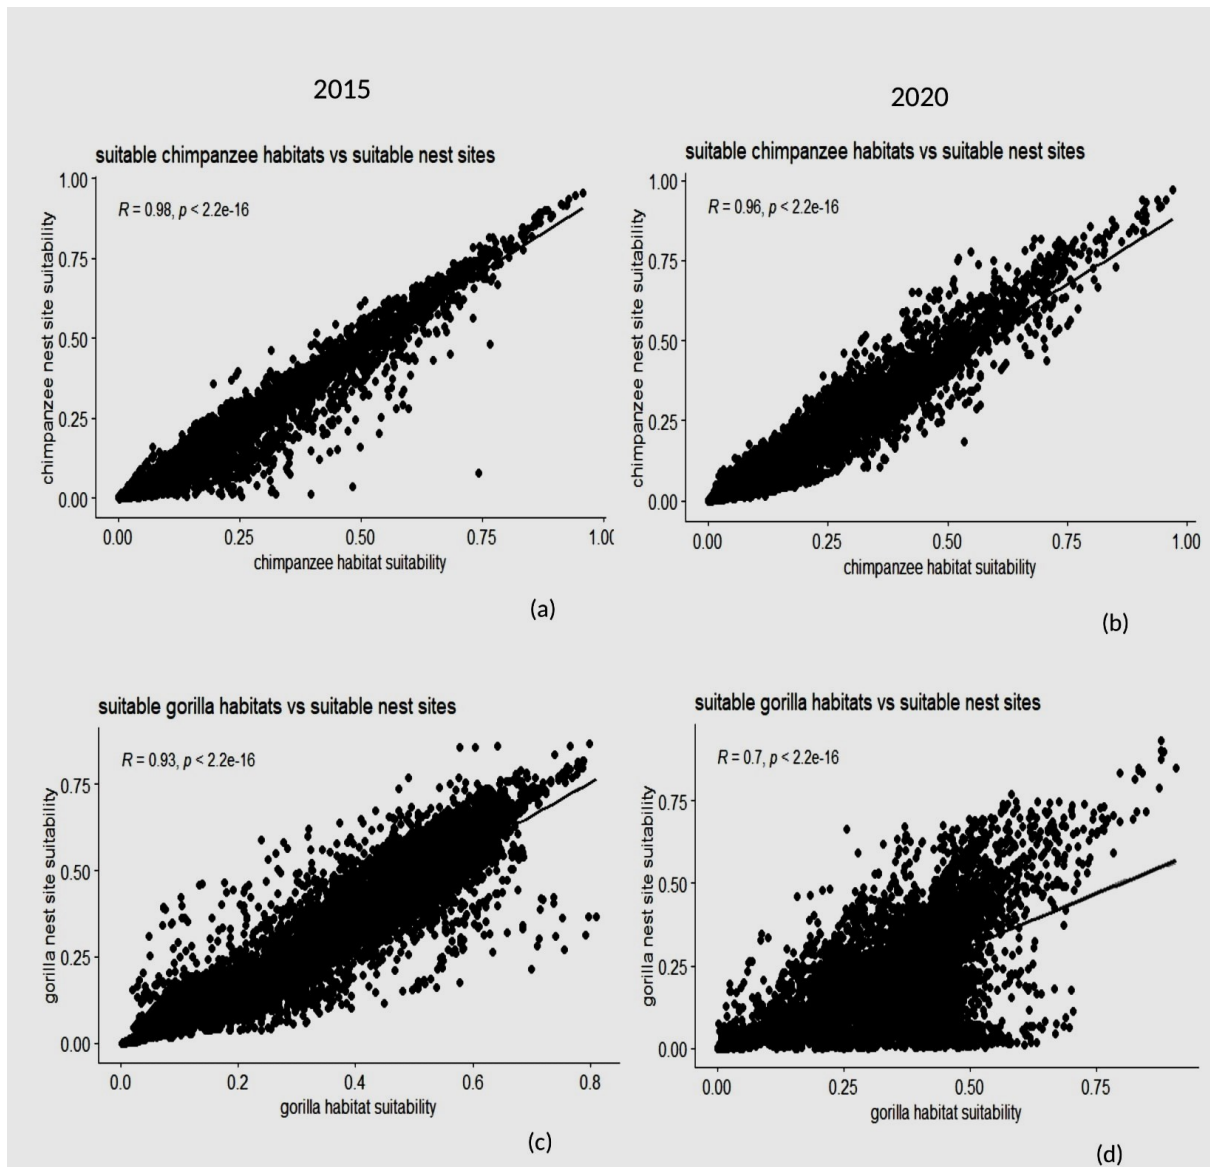 2015
2020
suitable chimpanzee habitats vs suitable nest sites
R = 0.98, p < 2.2e-16
1.00
0.75
0.50
0.25
0.00
chimpanzee nest site suitability
0.00 0.25 0.50 0.75 1.0
chimpanzee habitat suitability
(a)
suitable chimpanzee habitats vs suitable nest sites
R = 0.96, p < 2.2e-16
1.00
0.75
0.50
0.25
0.00
chimpanzee nest site suitability
0.00 0.25 0.50 0.75 1.00
chimpanzee habitat suitability
(b)
suitable gorilla habitats vs suitable nest sites
R = 0.93, p < 2.2e-16
0.75
0.50
0.25
0.00
gorilla nest site suitability
0.0 0.2 0.4 0.6 0.8
gorilla habitat suitability
(c)
suitable gorilla habitats vs suitable nest sites
R = 0.7, p < 2.2e-16
0.75
0.50
0.25
0.00
gorilla nest site suitability
0.00 0.25 0.50 0.75
gorilla habitat suitability
(d)